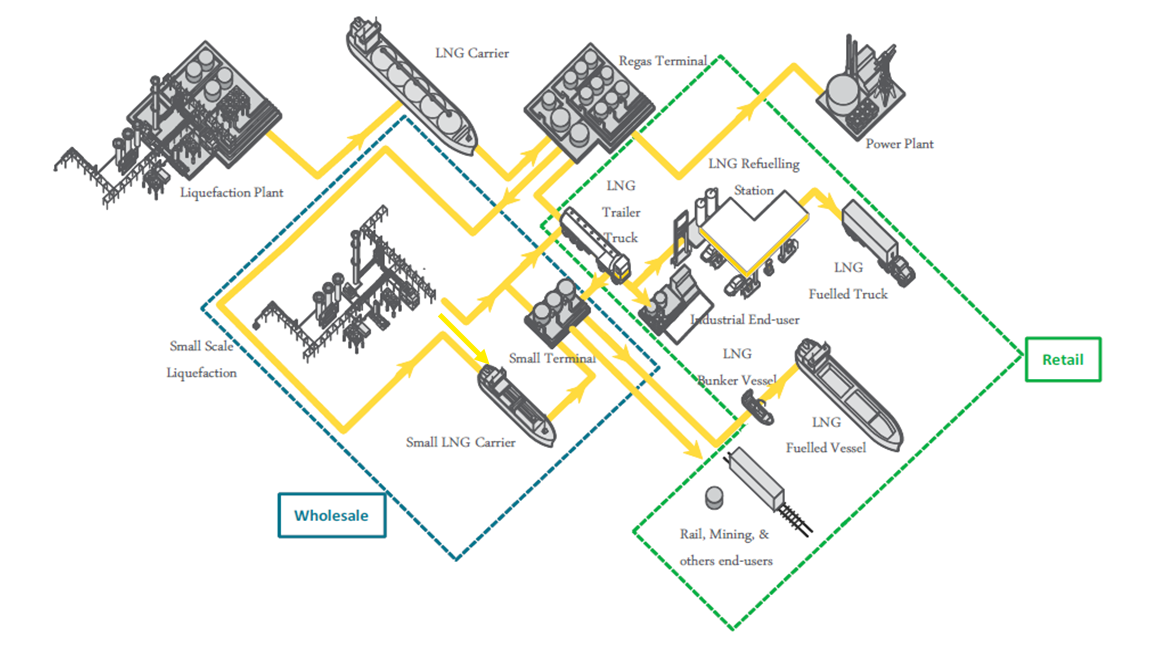 LNG Carrier
Regas Terminal
Power Plant
Liquefaction Plant
LNG Refuelling
Station
LNG
Trailer
Truck
LNG
Fuelled Truck
Industrial End-user
Small Scale
Liquefaction
Small Terminal
LNG
Bunker Vessel
Retail
Small LNG Carrier
LNG
Fuelled Vessel
Wholesale
Rail, Mining, &
others end-users